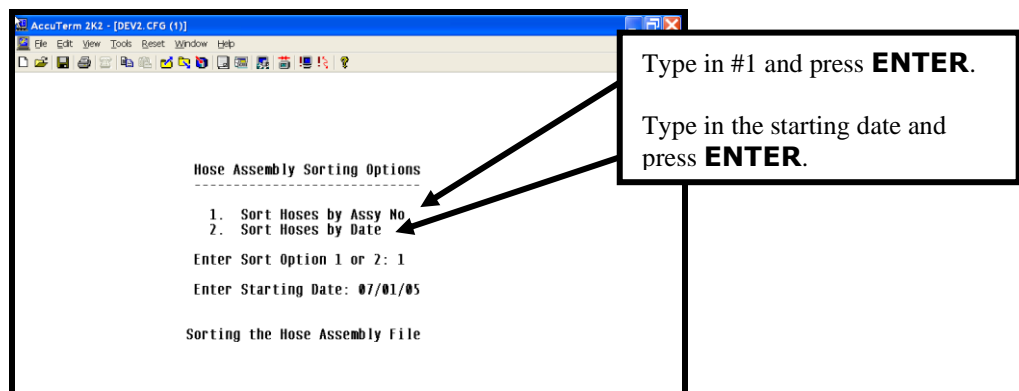 AccuTerm 2K2 - [DEV2.CFG (1)]
File Edit View Tools Reset Window Help
Type in #1 and press ENTER.
Type in the starting date and
press ENTER.
Hose Assembly Sorting Options
-----------------------------
1. Sort Hoses by Assy No
2. Sort Hoses by Date
Enter Sort Option 1 or 2: 1
Enter Starting Date: 07/01/05
Sorting the Hose Assembly File